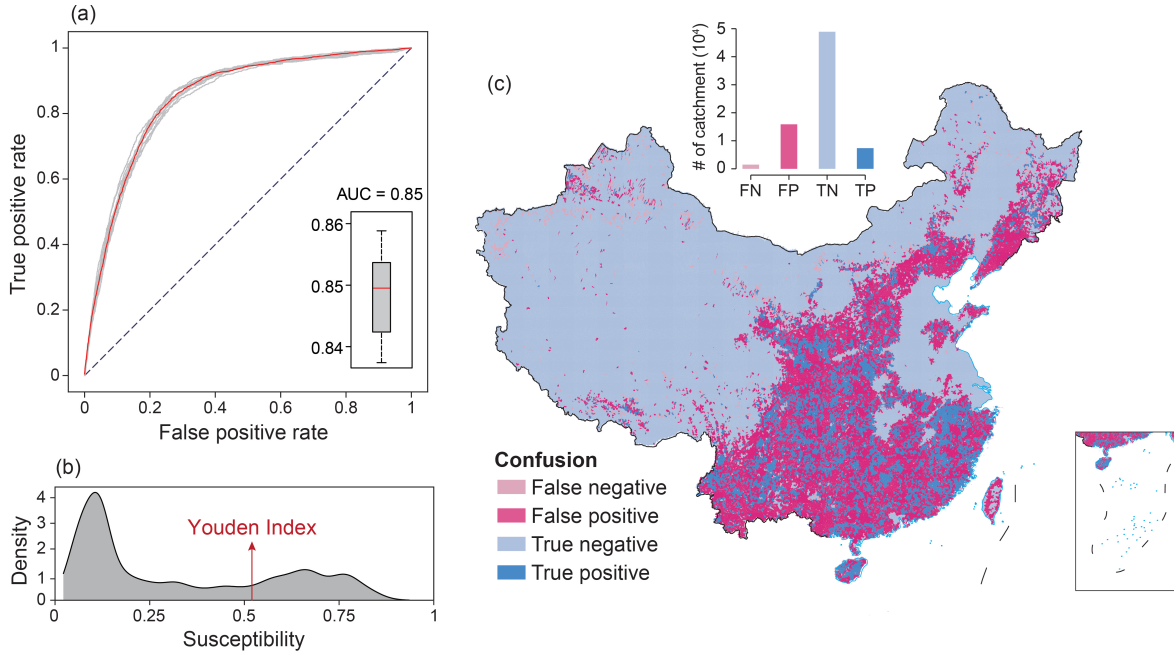 (a)
1
0.8
0.6
0.4
0.2
0
True positive rate
0
0.2
0.4
0.6
0.8
1
False positive rate
AUC = 0.85
0.86
0.85
0.84
(b)
4
3
2
1
0
Density
Youden Index
0
0.25
0.5
0.75
1
Susceptibility
(c)
5
4
3
2
1
0
# of catchment (10⁴)
FN
FP
TN
TP
Confusion
False negative
False positive
True negative
True positive